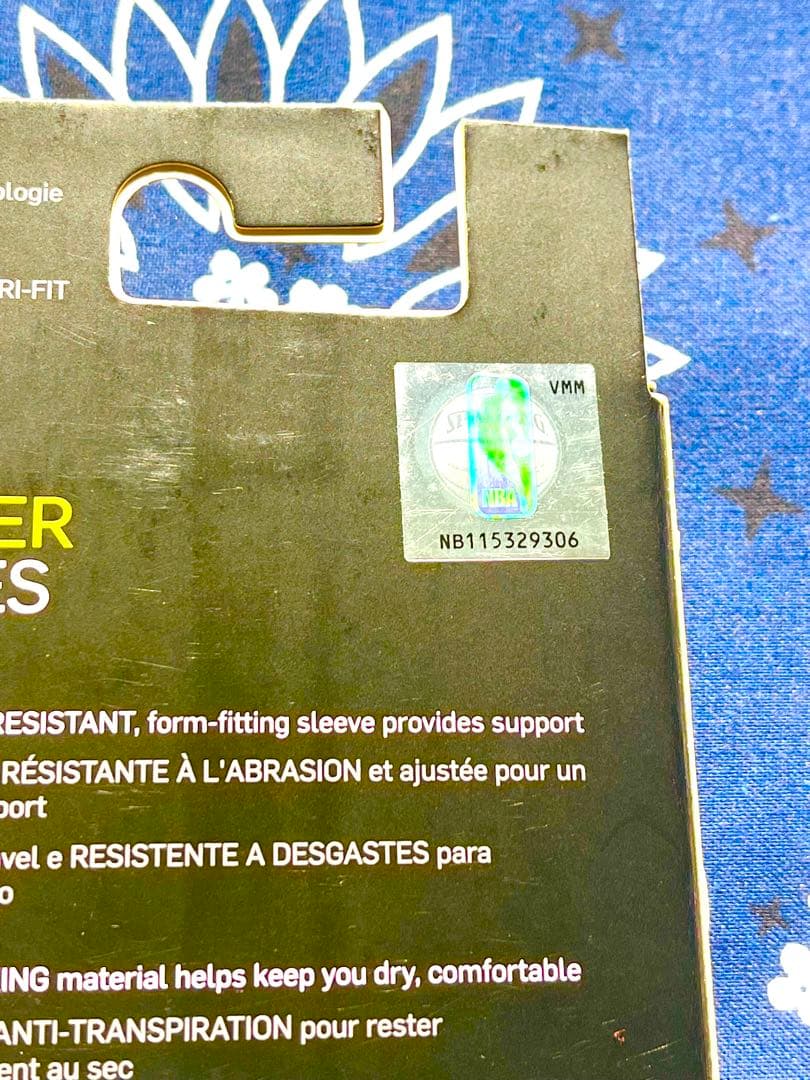 ologie
RI-FIT
VMM
NBA
NB115329306
ER
ES
RESISTANT, form-fitting sleeve provides support
RÉSISTANTE À L'ABRASION et ajustée pour un
port
vel e RESISTENTE A DESGASTES para
o
ING material helps keep you dry, comfortable
ANTI-TRANSPIRATION pour rester
ent au sec